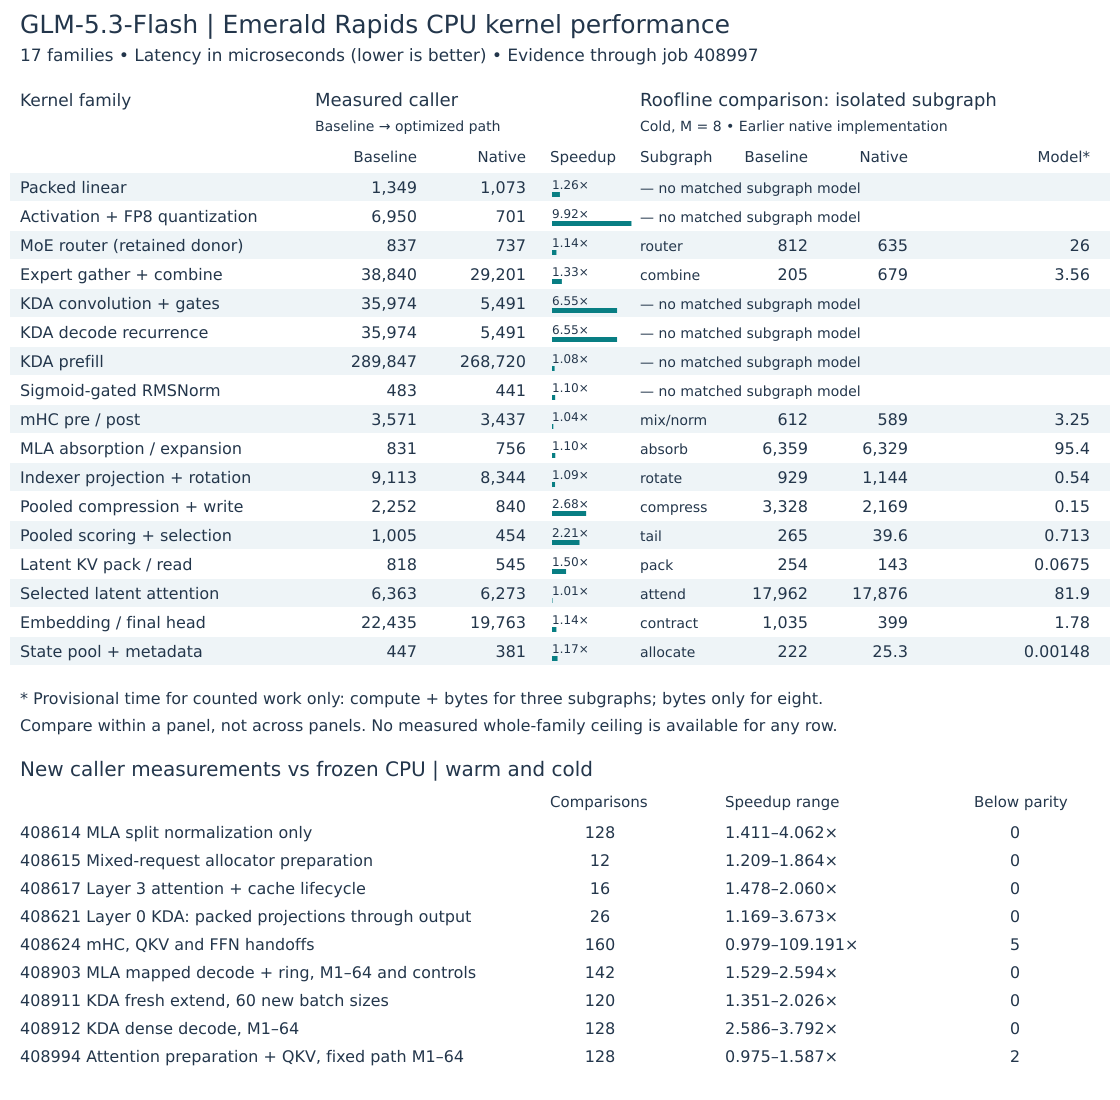 GLM-5.3-Flash | Emerald Rapids CPU kernel performance
17 families • Latency in microseconds (lower is better) • Evidence through job 408997
Kernel family Measured caller Roofline comparison: isolated subgraph
Baseline → optimized path Cold, M = 8 • Earlier native implementation
Baseline Native Speedup Subgraph Baseline Native Model*
Packed linear 1,349 1,073 1.26× — no matched subgraph model
Activation + FP8 quantization 6,950 701 9.92× — no matched subgraph model
MoE router (retained donor) 837 737 1.14× router 812 635 26
Expert gather + combine 38,840 29,201 1.33× combine 205 679 3.56
KDA convolution + gates 35,974 5,491 6.55× — no matched subgraph model
KDA decode recurrence 35,974 5,491 6.55× — no matched subgraph model
KDA prefill 289,847 268,720 1.08× — no matched subgraph model
Sigmoid-gated RMSNorm 483 441 1.10× — no matched subgraph model
mHC pre / post 3,571 3,437 1.04× mix/norm 612 589 3.25
MLA absorption / expansion 831 756 1.10× absorb 6,359 6,329 95.4
Indexer projection + rotation 9,113 8,344 1.09× rotate 929 1,144 0.54
Pooled compression + write 2,252 840 2.68× compress 3,328 2,169 0.15
Pooled scoring + selection 1,005 454 2.21× tail 265 39.6 0.713
Latent KV pack / read 818 545 1.50× pack 254 143 0.0675
Selected latent attention 6,363 6,273 1.01× attend 17,962 17,876 81.9
Embedding / final head 22,435 19,763 1.14× contract 1,035 399 1.78
State pool + metadata 447 381 1.17× allocate 222 25.3 0.00148
* Provisional time for counted work only: compute + bytes for three subgraphs; bytes only for eight.
Compare within a panel, not across panels. No measured whole-family ceiling is available for any row.
New caller measurements vs frozen CPU | warm and cold
Comparisons Speedup range Below parity
408614 MLA split normalization only 128 1.411–4.062× 0
408615 Mixed-request allocator preparation 12 1.209–1.864× 0
408617 Layer 3 attention + cache lifecycle 16 1.478–2.060× 0
408621 Layer 0 KDA: packed projections through output 26 1.169–3.673× 0
408624 mHC, QKV and FFN handoffs 160 0.979–109.191× 5
408903 MLA mapped decode + ring, M1–64 and controls 142 1.529–2.594× 0
408911 KDA fresh extend, 60 new batch sizes 120 1.351–2.026× 0
408912 KDA dense decode, M1–64 128 2.586–3.792× 0
408994 Attention preparation + QKV, fixed path M1–64 128 0.975–1.587× 2